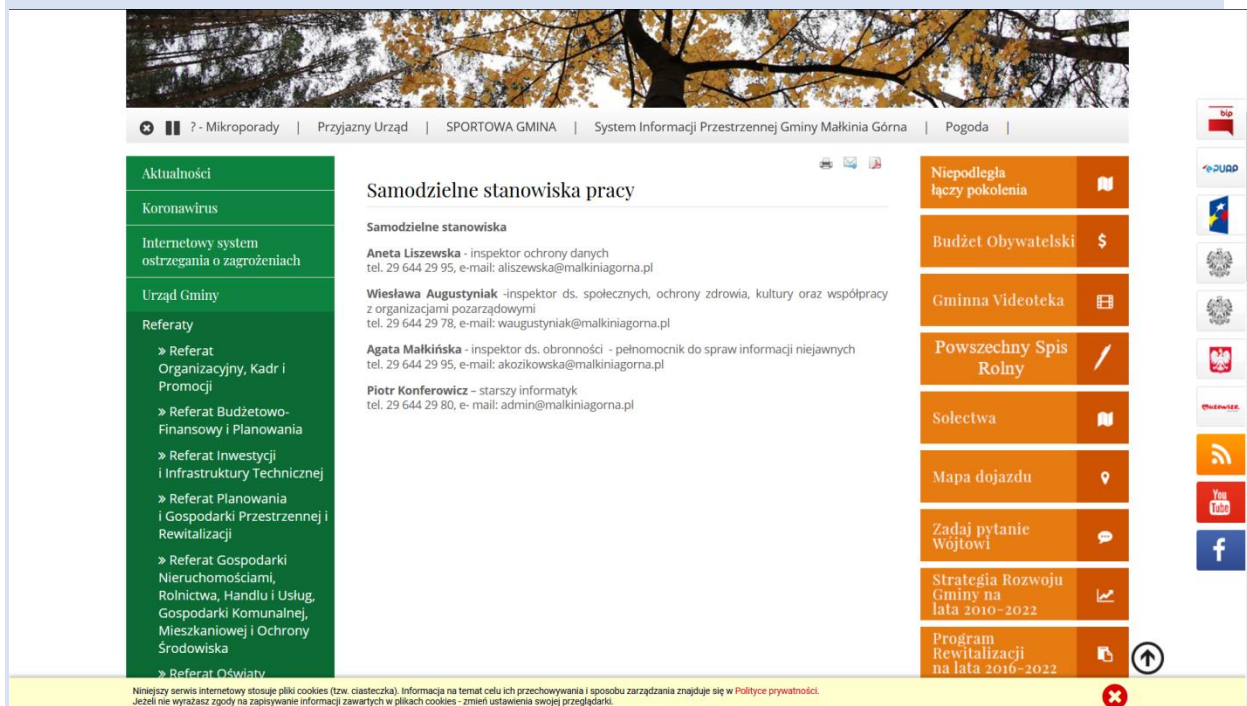 ? - Mikroporady | Przyjazny Urząd | SPORTOWA GMINA | System Informacji Przestrzennej Gminy Małkinia Górna | Pogoda |
Aktualności
Koronawirus
Internetowy system
ostrzegania o zagrożeniach
Urząd Gminy
Referaty
» Referat
Organizacyjny, Kadr i
Promocji
» Referat Budżetowo-
Finansowy i Planowania
» Referat Inwestycji
i Infrastruktury Technicznej
» Referat Planowania
i Gospodarki Przestrzennej i
Rewitalizacji
» Referat Gospodarki
Nieruchomościami,
Rolnictwa, Handlu i Usług,
Gospodarki Komunalnej,
Mieszkaniowej i Ochrony
Środowiska
» Referat Oświaty
Samodzielne stanowiska pracy
Samodzielne stanowiska
Aneta Liszewska - inspektor ochrony danych
tel. 29 644 29 95, e-mail: aliszewska@malkiniagorna.pl
Wiesława Augustyniak -inspektor ds. społecznych, ochrony zdrowia, kultury oraz współpracy
z organizacjami pozarządowymi
tel. 29 644 29 78, e-mail: waugustyniak@malkiniagorna.pl
Agata Małkińska - inspektor ds. obronności - pełnomocnik do spraw informacji niejawnych
tel. 29 644 29 95, e-mail: akozikowska@malkiniagorna.pl
Piotr Konferowicz – starszy informatyk
tel. 29 644 29 80, e- mail: admin@malkiniagorna.pl
Niepodległa
łączy pokolenia
Budżet Obywatelski
$
Gminna Videoteka
Powszechny Spis
Rolny
Sołectwa
Mapa dojazdu
Zadaj pytanie
Wójtowi
Strategia Rozwoju
Gminy na
lata 2010-2022
Program
Rewitalizacji
na lata 2016-2022
bip
ePUAP
Mazowsze.
You
Tube
f
Niniejszy serwis internetowy stosuje pliki cookies (tzw. ciasteczka). Informacja na temat celu ich przechowywania i sposobu zarządzania znajduje się w Polityce prywatności.
Jeżeli nie wyrażasz zgody na zapisywanie informacji zawartych w plikach cookies - zmień ustawienia swojej przeglądarki.